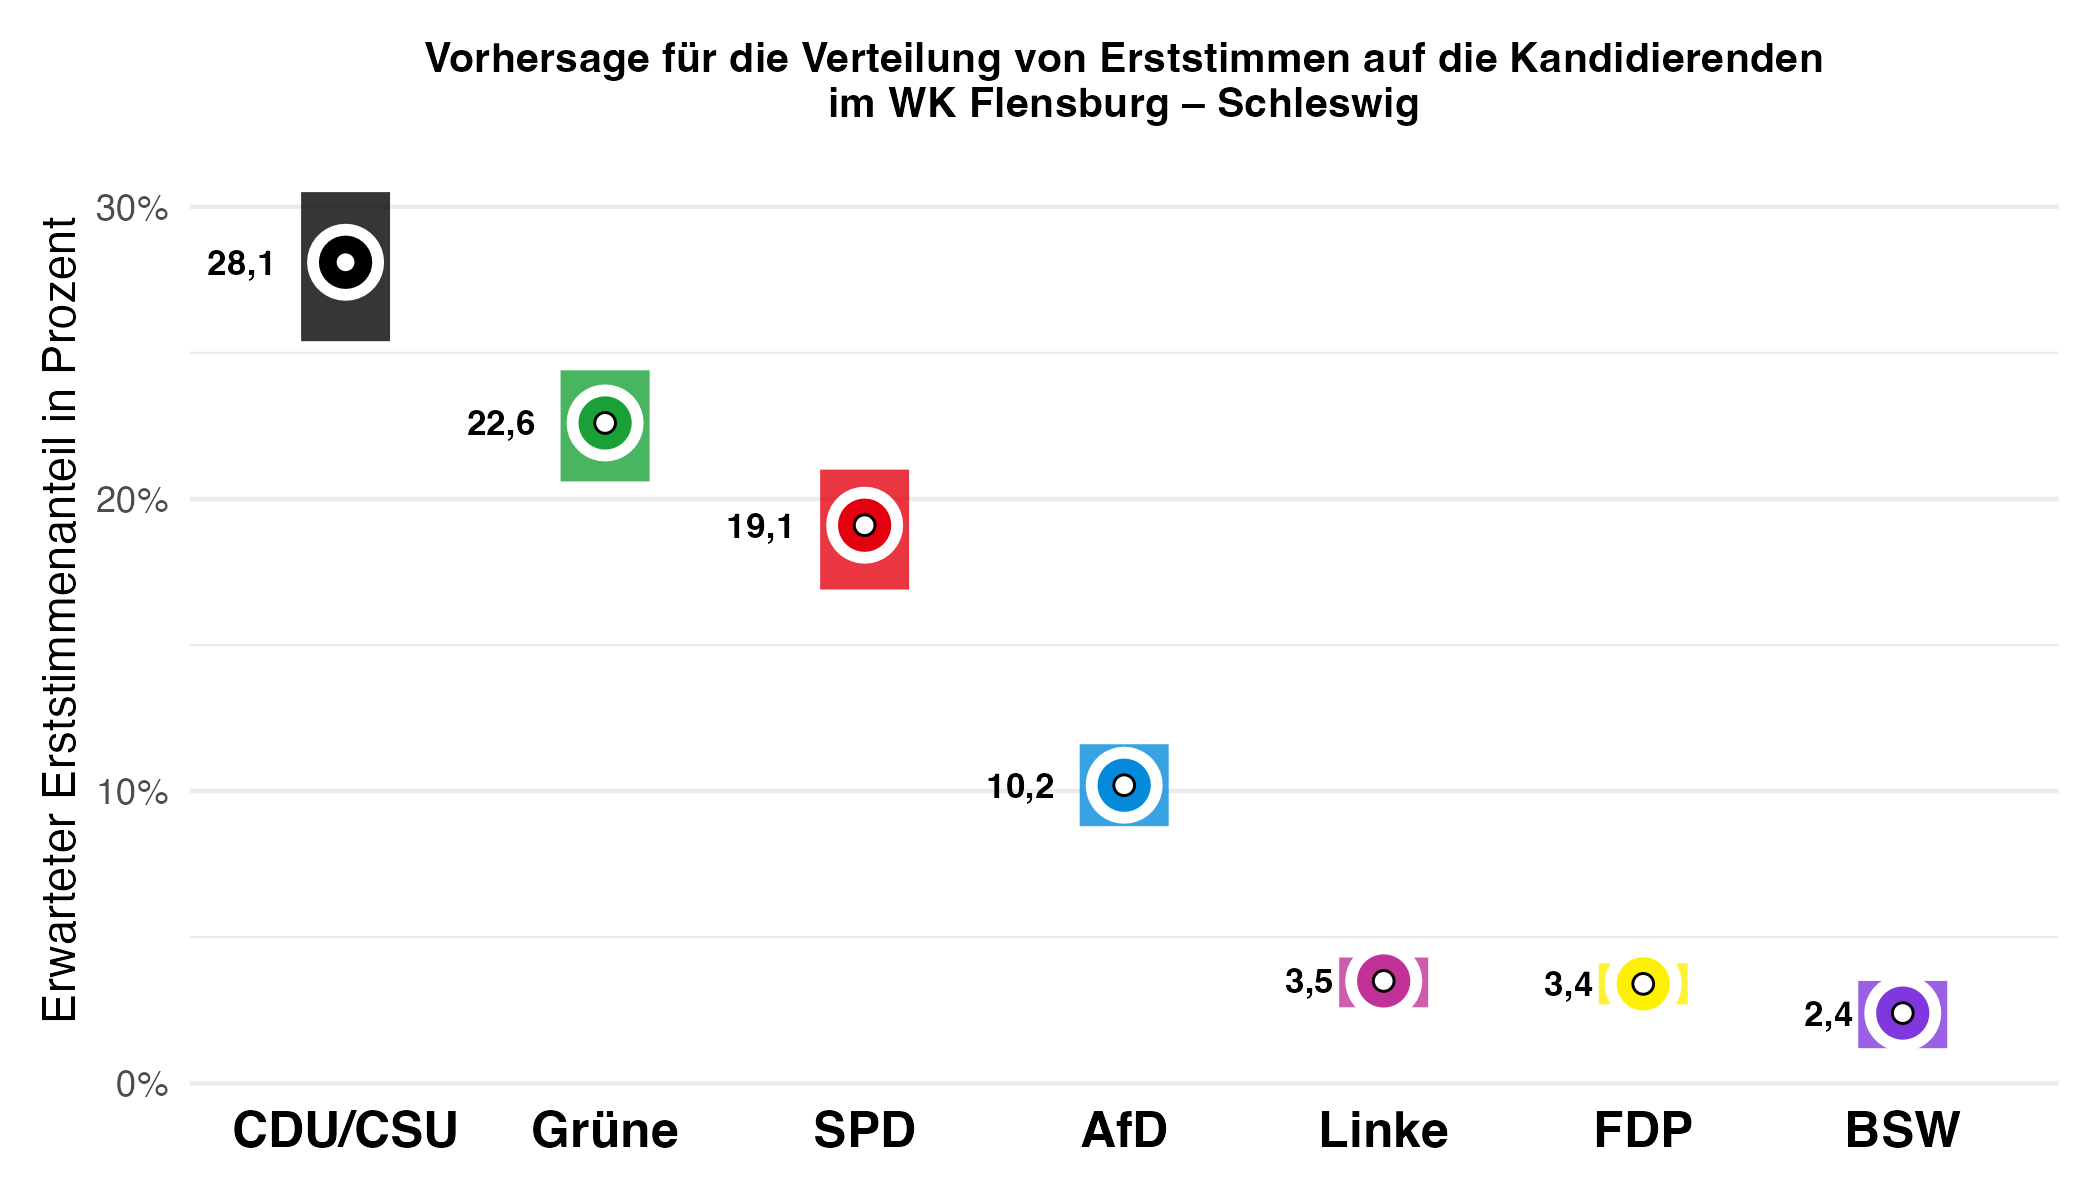 Vorhersage für die Verteilung von Erststimmen auf die Kandidierenden
im WK Flensburg – Schleswig
Erwarteter Erststimmenanteil in Prozent
30%
20%
10%
0%
28,1
22,6
19,1
10,2
3,5
3,4
2,4
CDU/CSU
Grüne
SPD
AfD
Linke
FDP
BSW